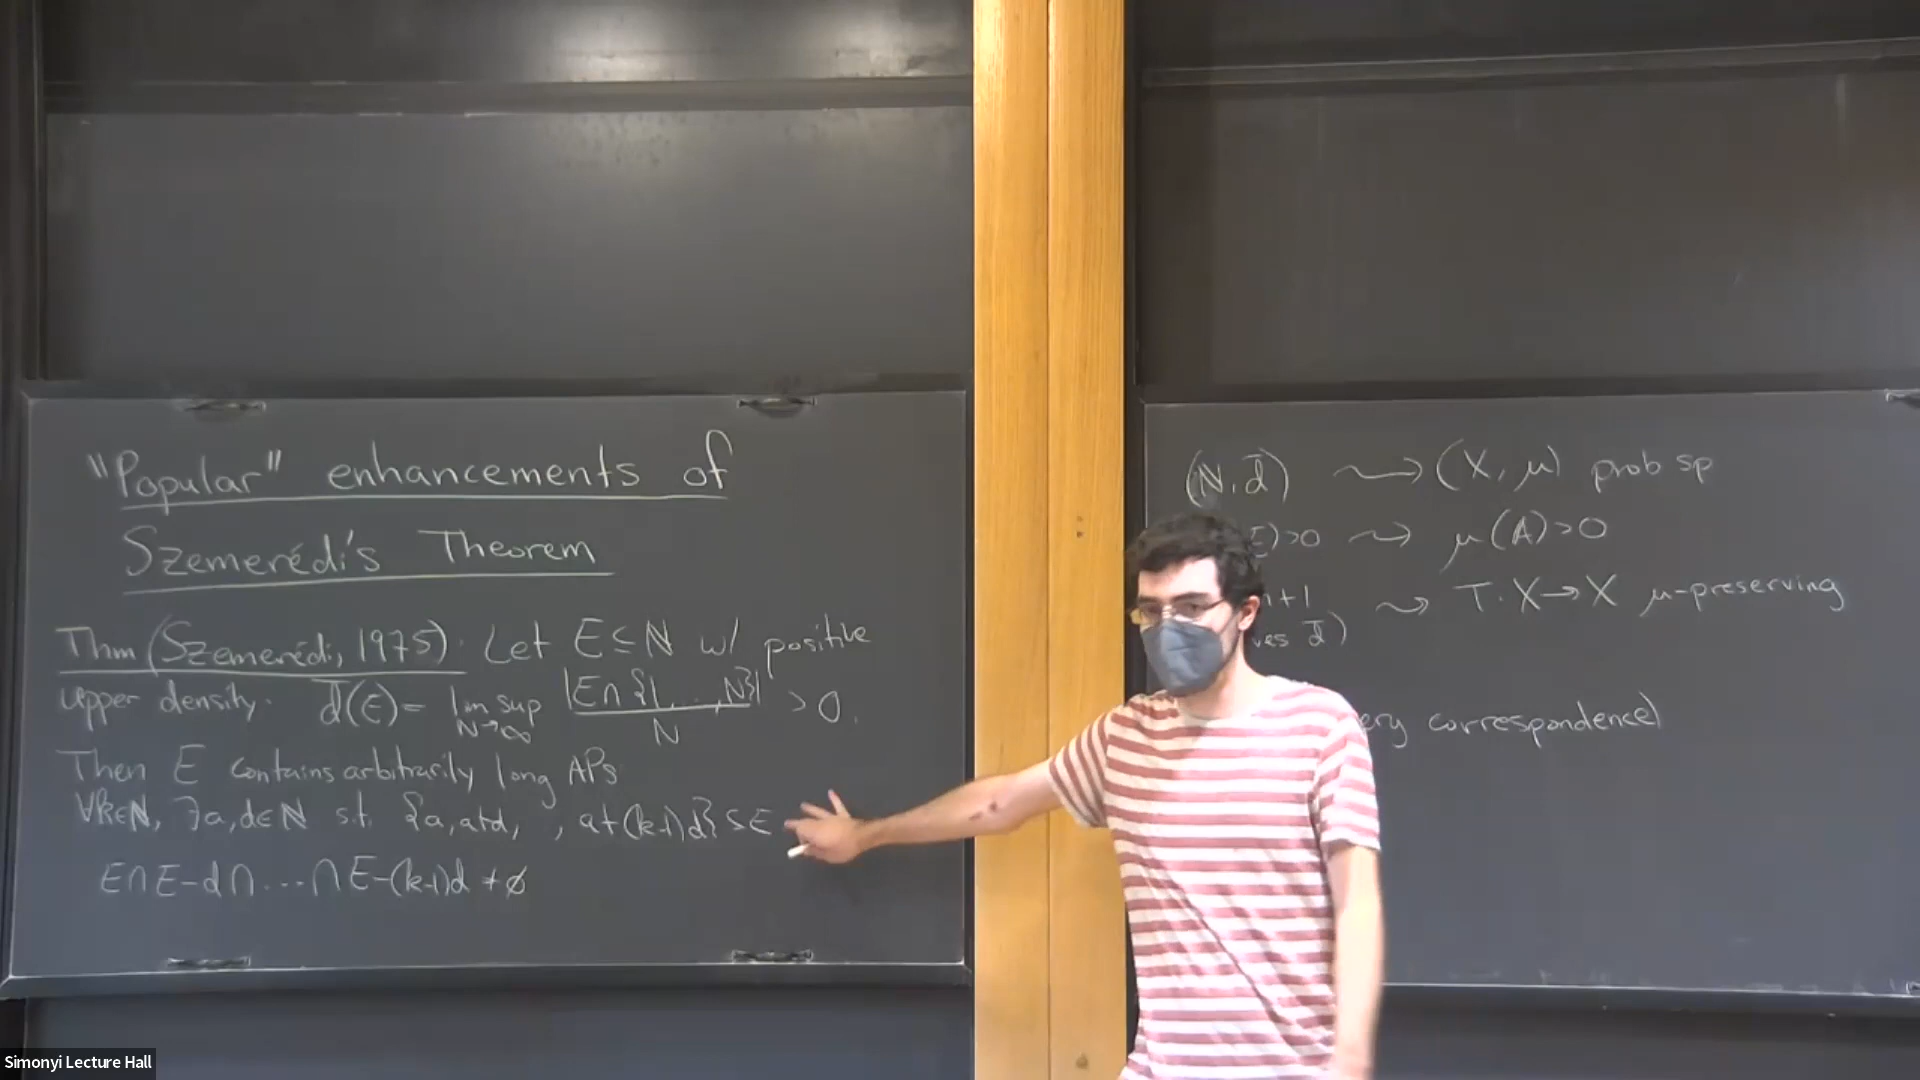 "Popular" enhancements of
Szemerédi's Theorem
Thm (Szemerédi, 1975). Let E ⊆ ℕ w/ positive
upper density. d̄(E) = lim sup N→∞ |E∩{1,...,N}| / N > 0.
Then E contains arbitrarily long APs
∀k∈ℕ, ∃a,d∈ℕ s.t. {a, a+d, , a+(k-1)d} ⊆ E
E∩E-d∩...∩E-(k-1)d ≠ ∅
(ℕ, d̄) ⇝ (X, μ) prob sp
E)>0 ⇝ μ(A)>0
+1 ⇝ T: X→X μ-preserving
ves d̄)
ery correspondence)
Simonyi Lecture Hall